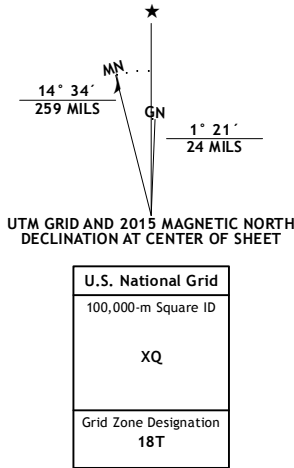 MN
14° 34´
259 MILS
GN
1° 21´
24 MILS
UTM GRID AND 2015 MAGNETIC NORTH
DECLINATION AT CENTER OF SHEET
U.S. National Grid
100,000-m Square ID
XQ
Grid Zone Designation
18T